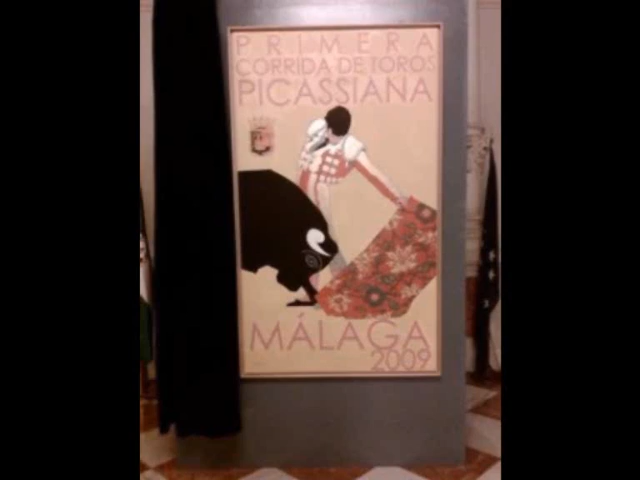 PRIMERA
CORRIDA DE TOROS
PICASSIANA
MÁLAGA
2009